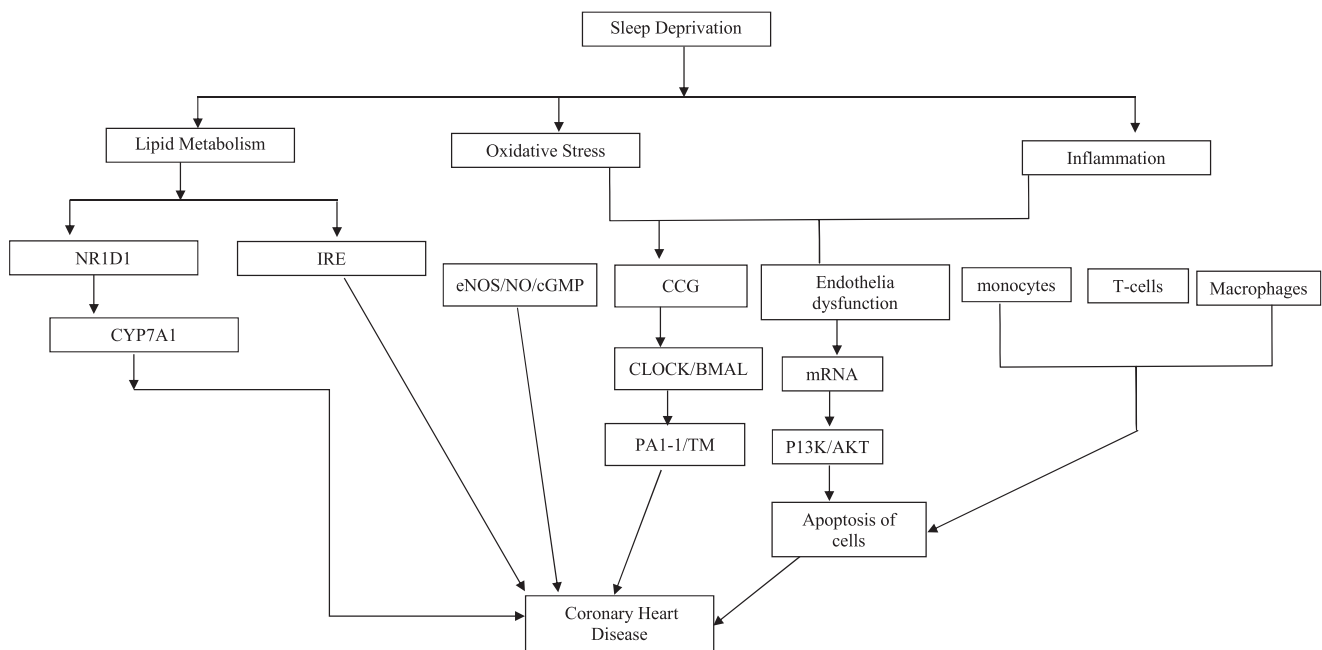 Sleep Deprivation
Lipid Metabolism
Oxidative Stress
Inflammation
NR1D1
IRE
eNOS/NO/cGMP
CCG
Endothelia
dysfunction
monocytes
T-cells
Macrophages
CYP7A1
CLOCK/BMAL
mRNA
PA1-1/TM
P13K/AKT
Apoptosis of
cells
Coronary Heart
Disease